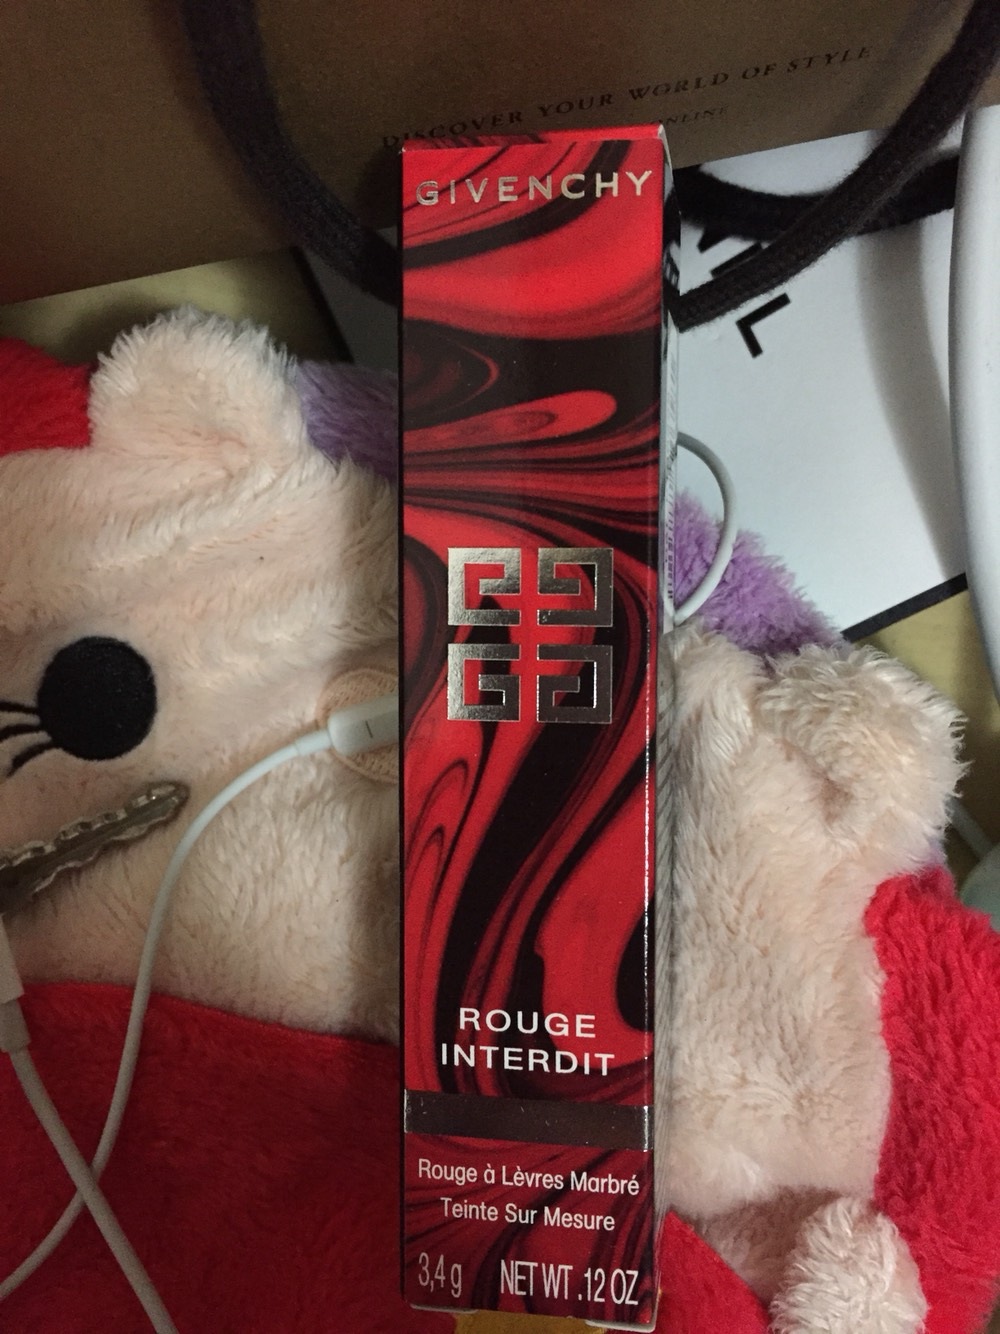 DISCOVER YOUR WORLD OF STYLE
ONLINE
GIVENCHY
ROUGE
INTERDIT
Rouge à Lèvres Marbré
Teinte Sur Mesure
3,4 g NET WT .12 OZ